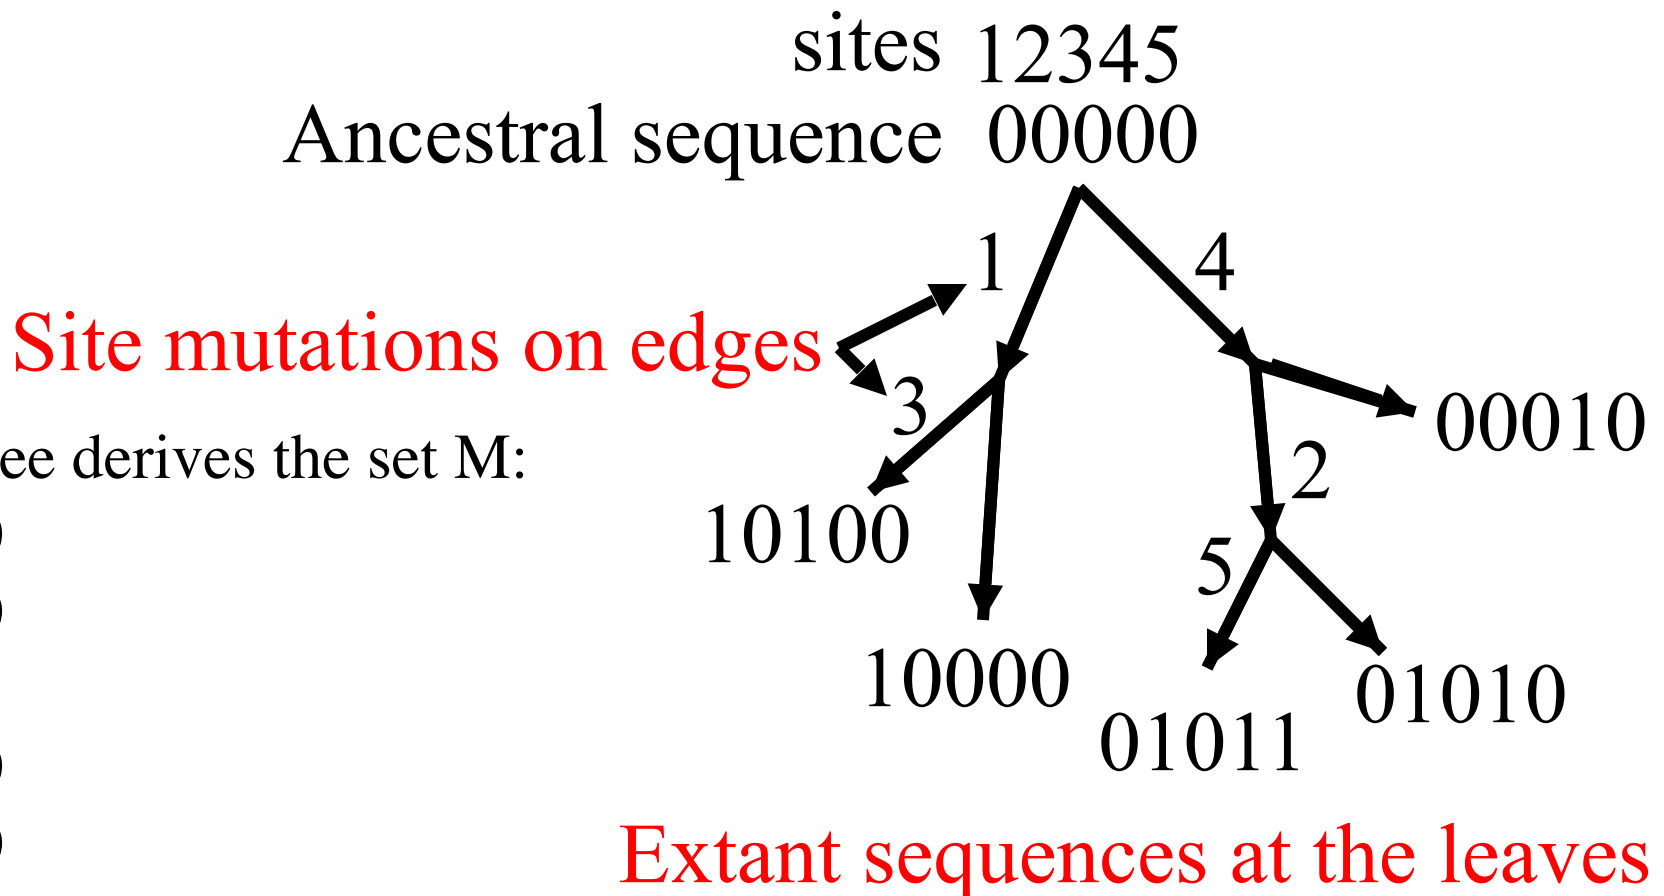 sites 12345
Ancestral sequence 00000
1
4
Site mutations on edges
3
00010
derives the set M:
2
10100
5
10000
01010
01011
Extant sequences at the leaves